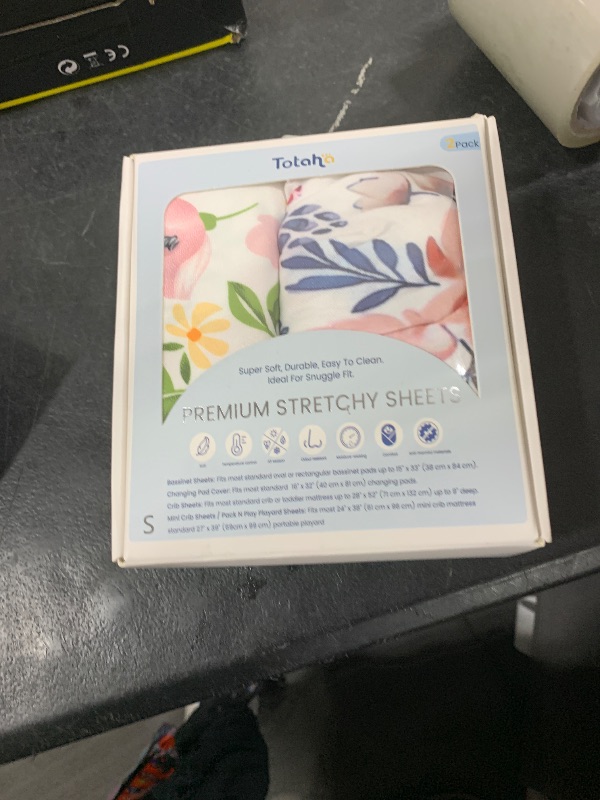 CE
Totaha
2 Pack
Super Soft, Durable, Easy To Clean.
Ideal For Snuggle Fit.
PREMIUM STRETCHY SHEETS
Bassinet Sheets: Fits most standard oval or rectangular bassinet pads up to 15" x 33" (38 cm x 84 cm).
Changing Pad Cover: Fits most standard 16" x 32" (40 cm x 81 cm) changing pads.
Crib Sheets: Fits most standard crib or toddler mattress up to 28" x 52" (71 cm x 132 cm) up to 9" deep.
Mini Crib Sheets / Pack N Play Playard Sheets: Fits most 24" x 38" (61 cm x 98 cm) mini crib mattress
standard 27" x 39" (69cm x 99 cm) portable playard
S